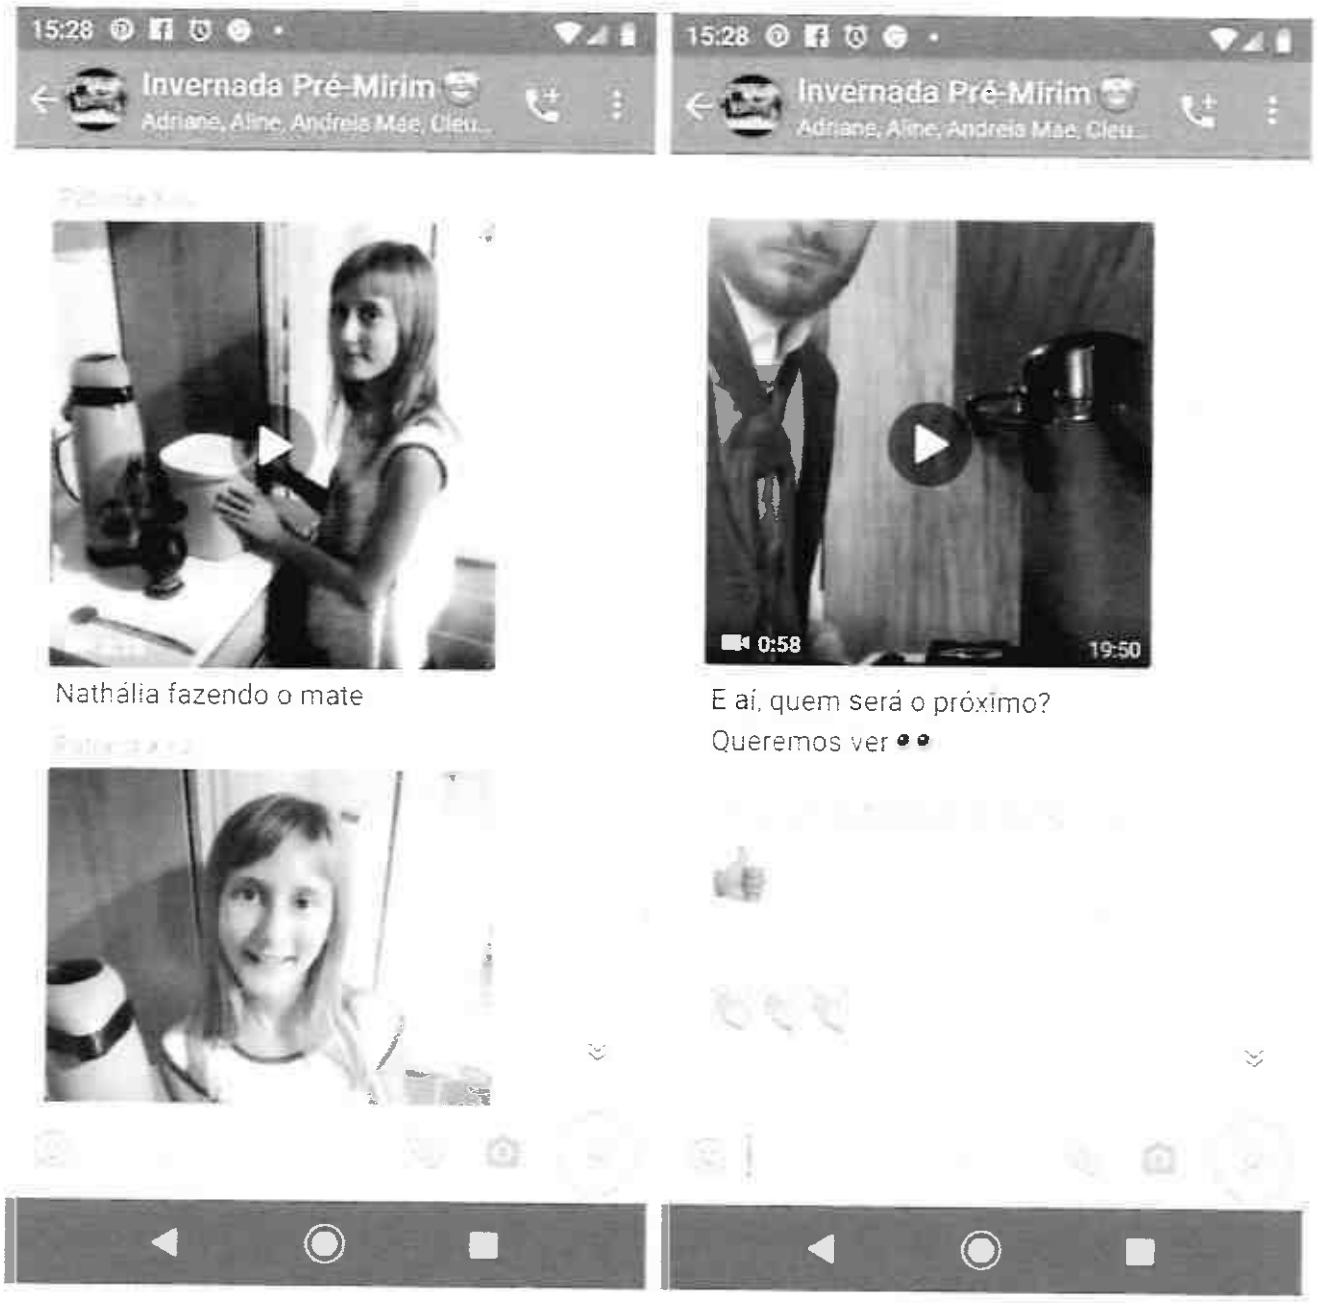 15:28
Invernada Pré-Mirim
Adriane, Aline, Andreia Mae, Cleu...
Nathália fazendo o mate
15:28
Invernada Pré-Mirim
Adriane, Aline, Andreia Mae, Cleu...
0:58
19:50
E aí, quem será o próximo?
Queremos ver